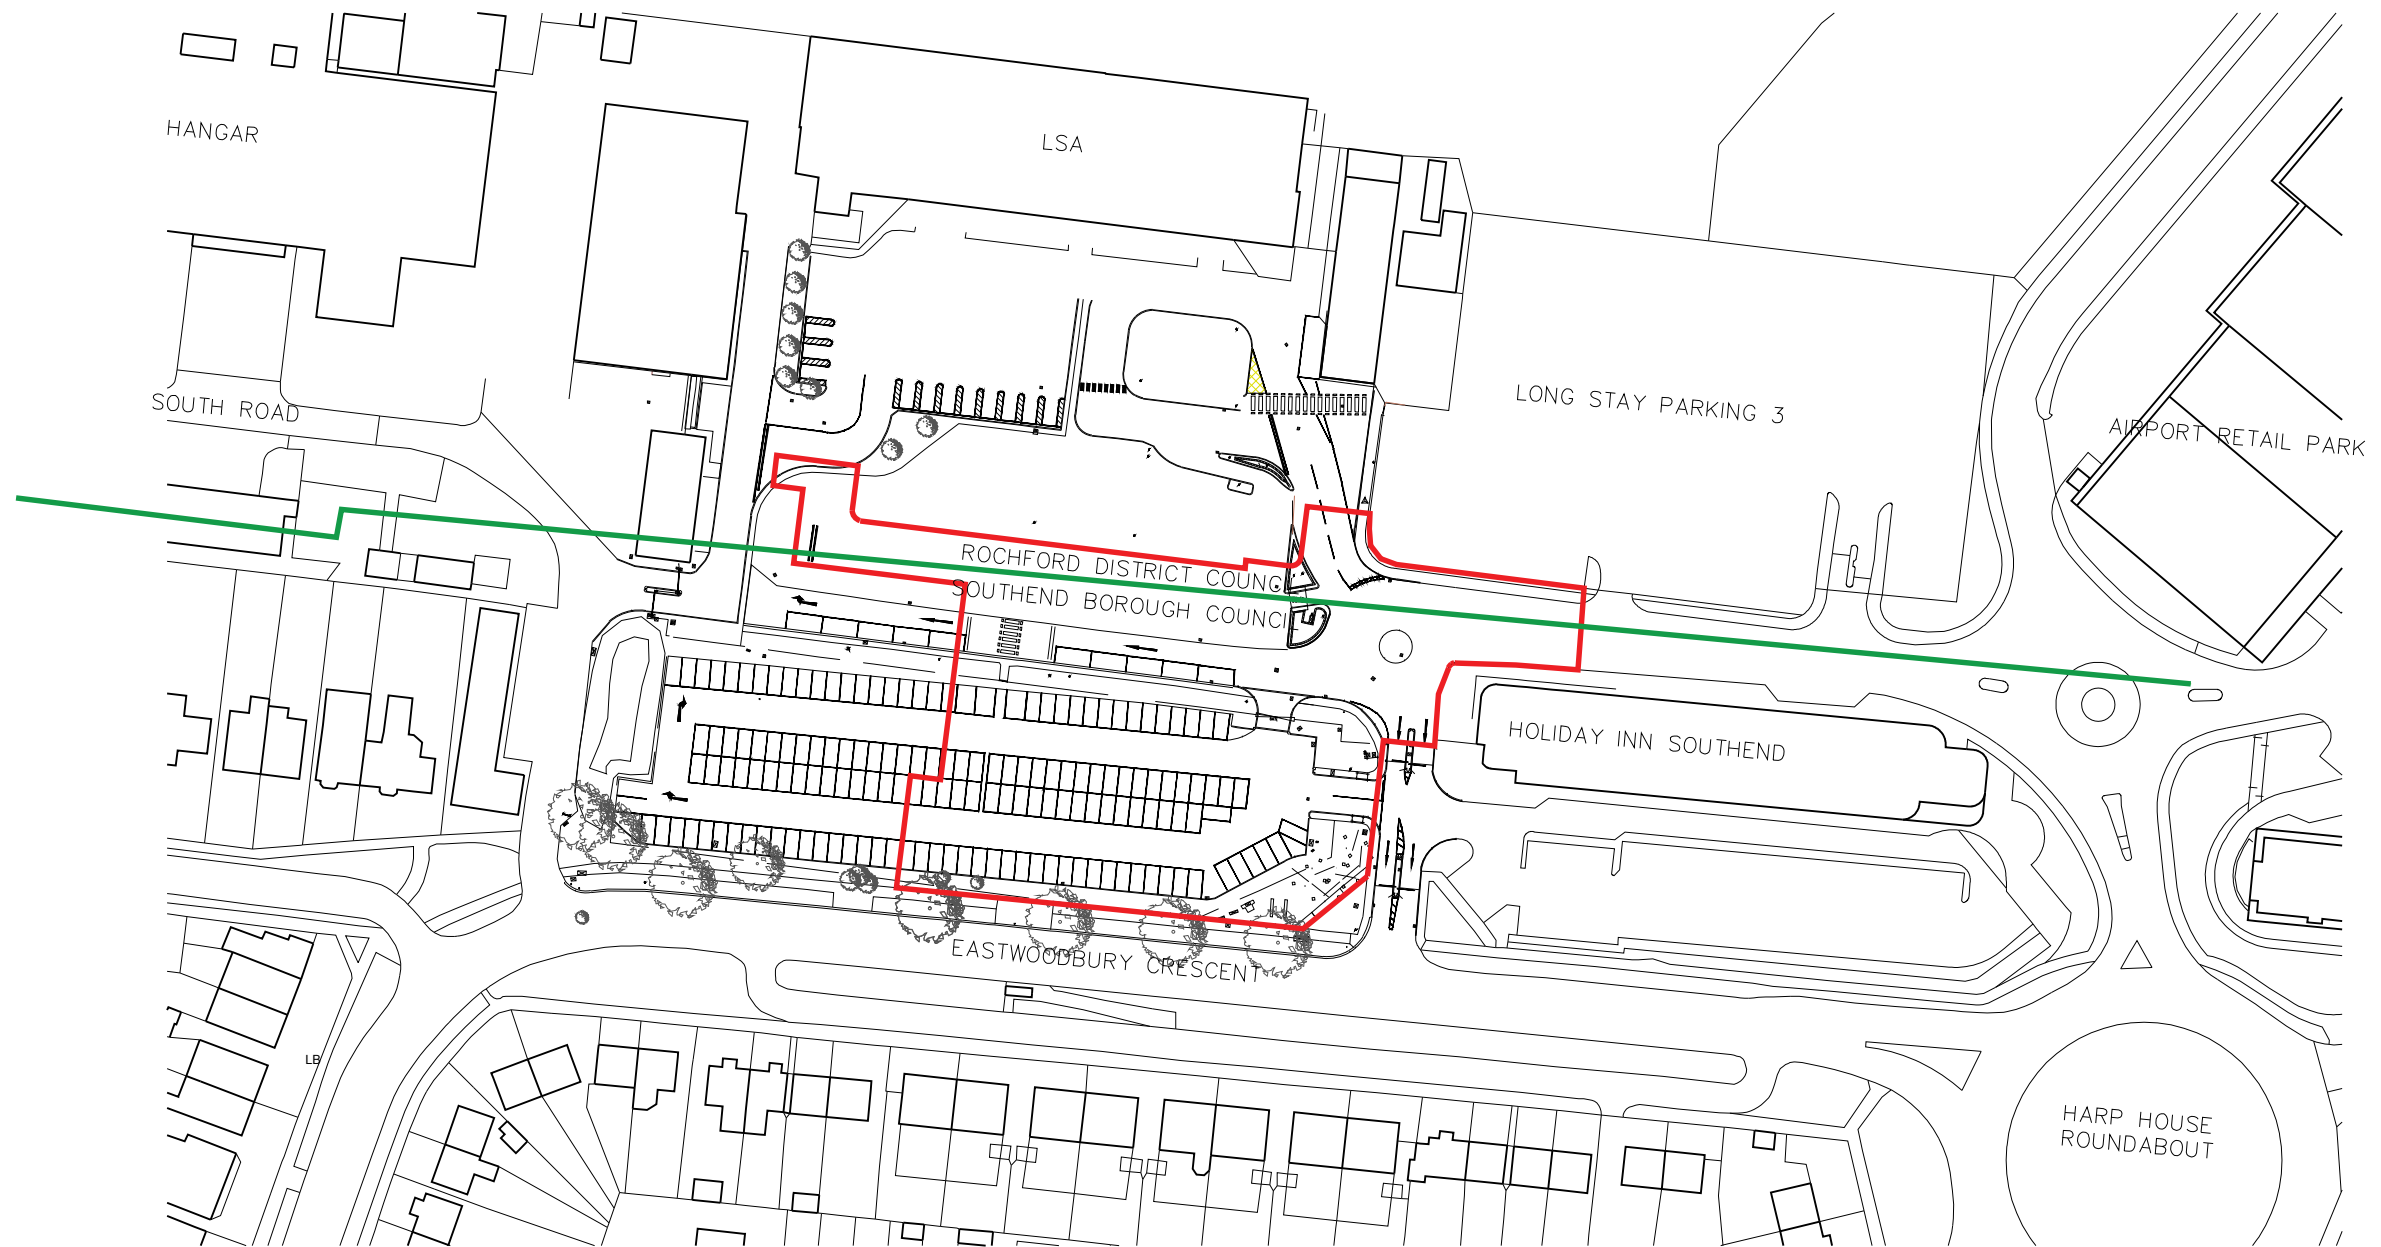 HANGAR
LSA
SOUTH ROAD
LONG STAY PARKING 3
AIRPORT RETAIL PARK
ROCHFORD DISTRICT COUNC
SOUTHEND BOROUGH COUNCIL
HOLIDAY INN SOUTHEND
EASTWOODBURY CRESCENT
LB
HARP HOUSE
ROUNDABOUT